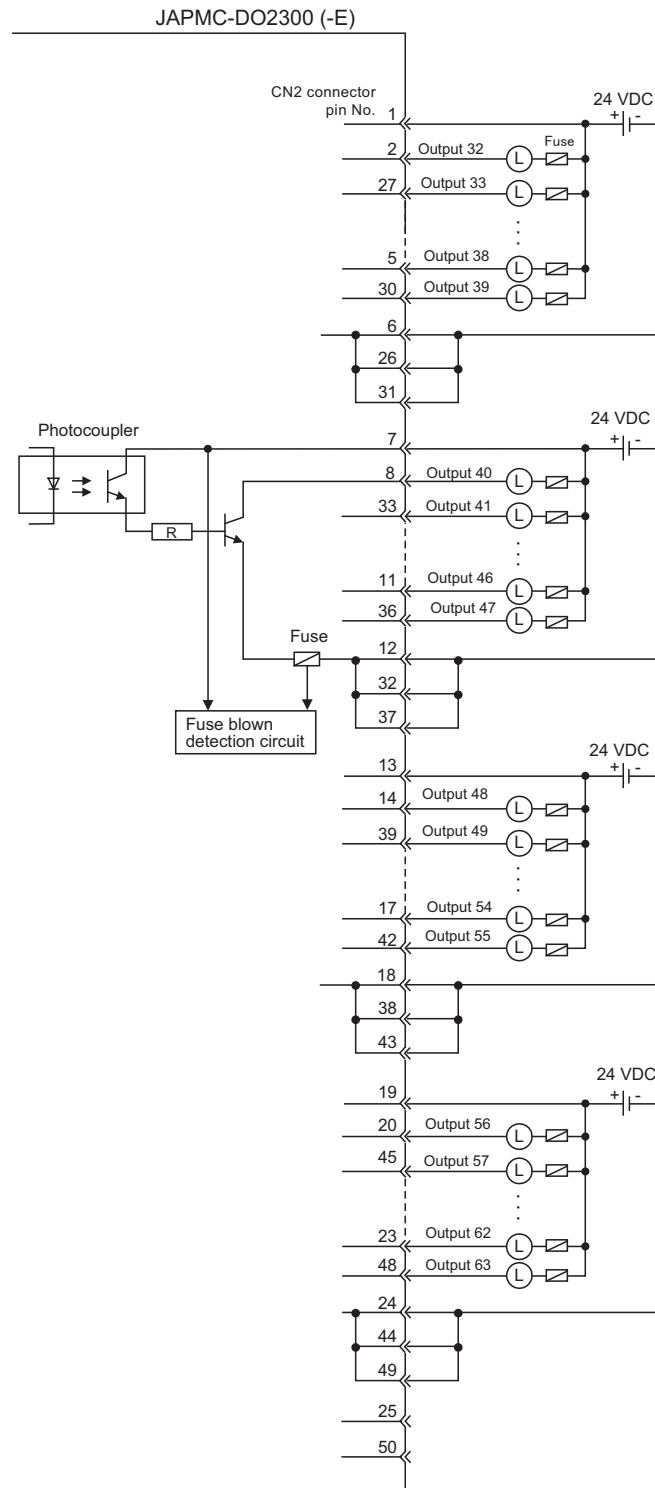 JAPMC-DO2300 (-E)
CN2 connector
pin No.
1
24 VDC
+ -
2 Output 32 L Fuse
27 Output 33 L
5 Output 38 L
30 Output 39 L
6
26
31
24 VDC
+ -
Photocoupler
7
8 Output 40 L
33 Output 41 L
R
11 Output 46 L
36 Output 47 L
Fuse
12
32
37
Fuse blown
detection circuit
24 VDC
+ -
13
14 Output 48 L
39 Output 49 L
17 Output 54 L
42 Output 55 L
18
38
43
24 VDC
+ -
19
20 Output 56 L
45 Output 57 L
23 Output 62 L
48 Output 63 L
24
44
49
25
50